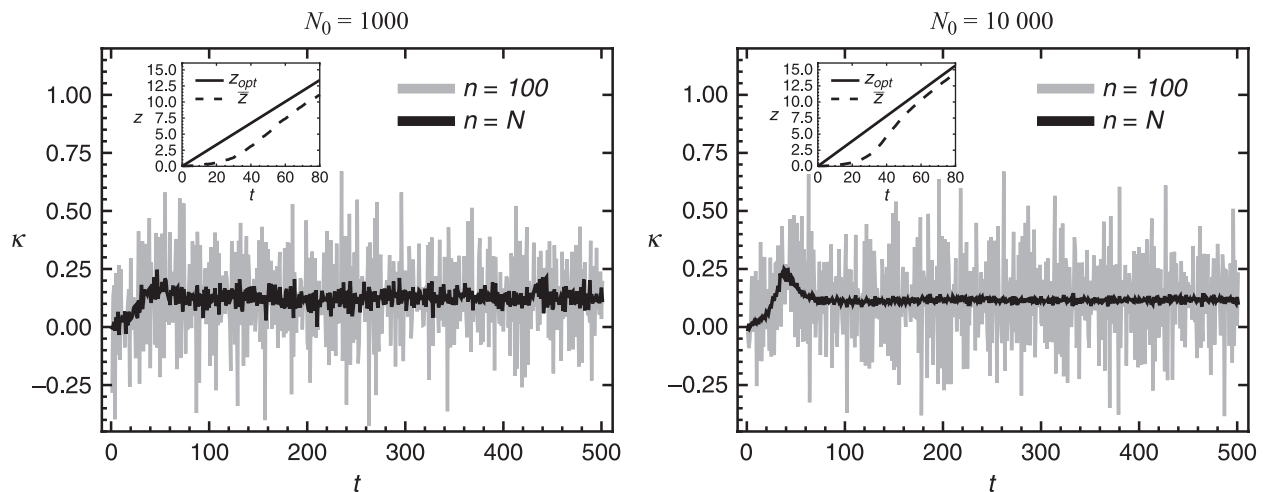 N₀ = 1000
κ
1.00
0.75
0.50
0.25
0.00
−0.25
0 100 200 300 400 500
t
n = 100
n = N
z
15.0
12.5
10.0
7.5
5.0
2.5
0.0
0 20 40 60 80
t
z_opt
z̅
N₀ = 10 000
κ
1.00
0.75
0.50
0.25
0.00
−0.25
0 100 200 300 400 500
t
n = 100
n = N
z
15.0
12.5
10.0
7.5
5.0
2.5
0.0
0 20 40 60 80
t
z_opt
z̅